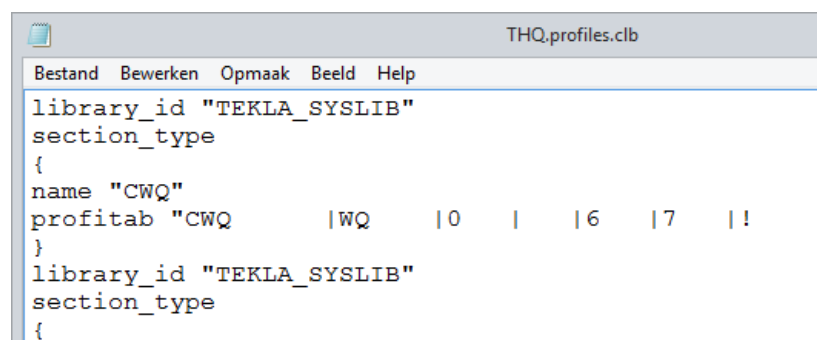 THQ.profiles.clb
Bestand Bewerken Opmaak Beeld Help
library_id "TEKLA_SYSLIB"
section_type
{
name "CWQ"
profitab "CWQ |WQ |0 | |6 |7 |!
}
library_id "TEKLA_SYSLIB"
section_type
{